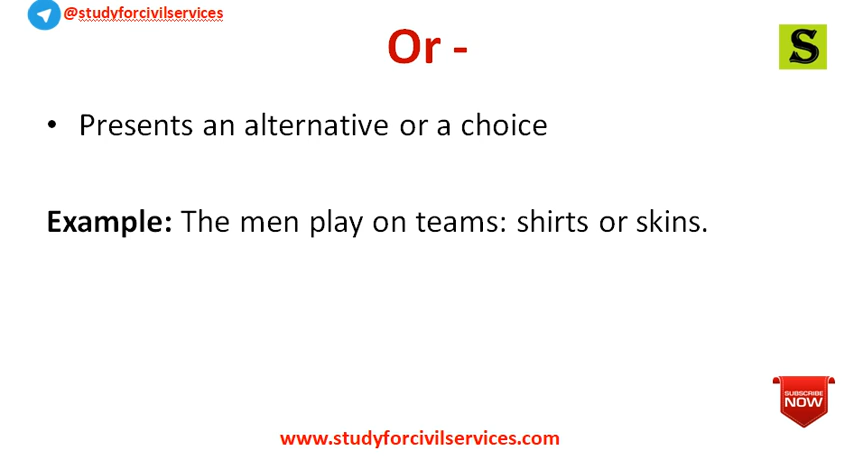 @studyforcivilservices
Or -
S
• Presents an alternative or a choice
Example: The men play on teams: shirts or skins.
SUBSCRIBE
NOW
www.studyforcivilservices.com